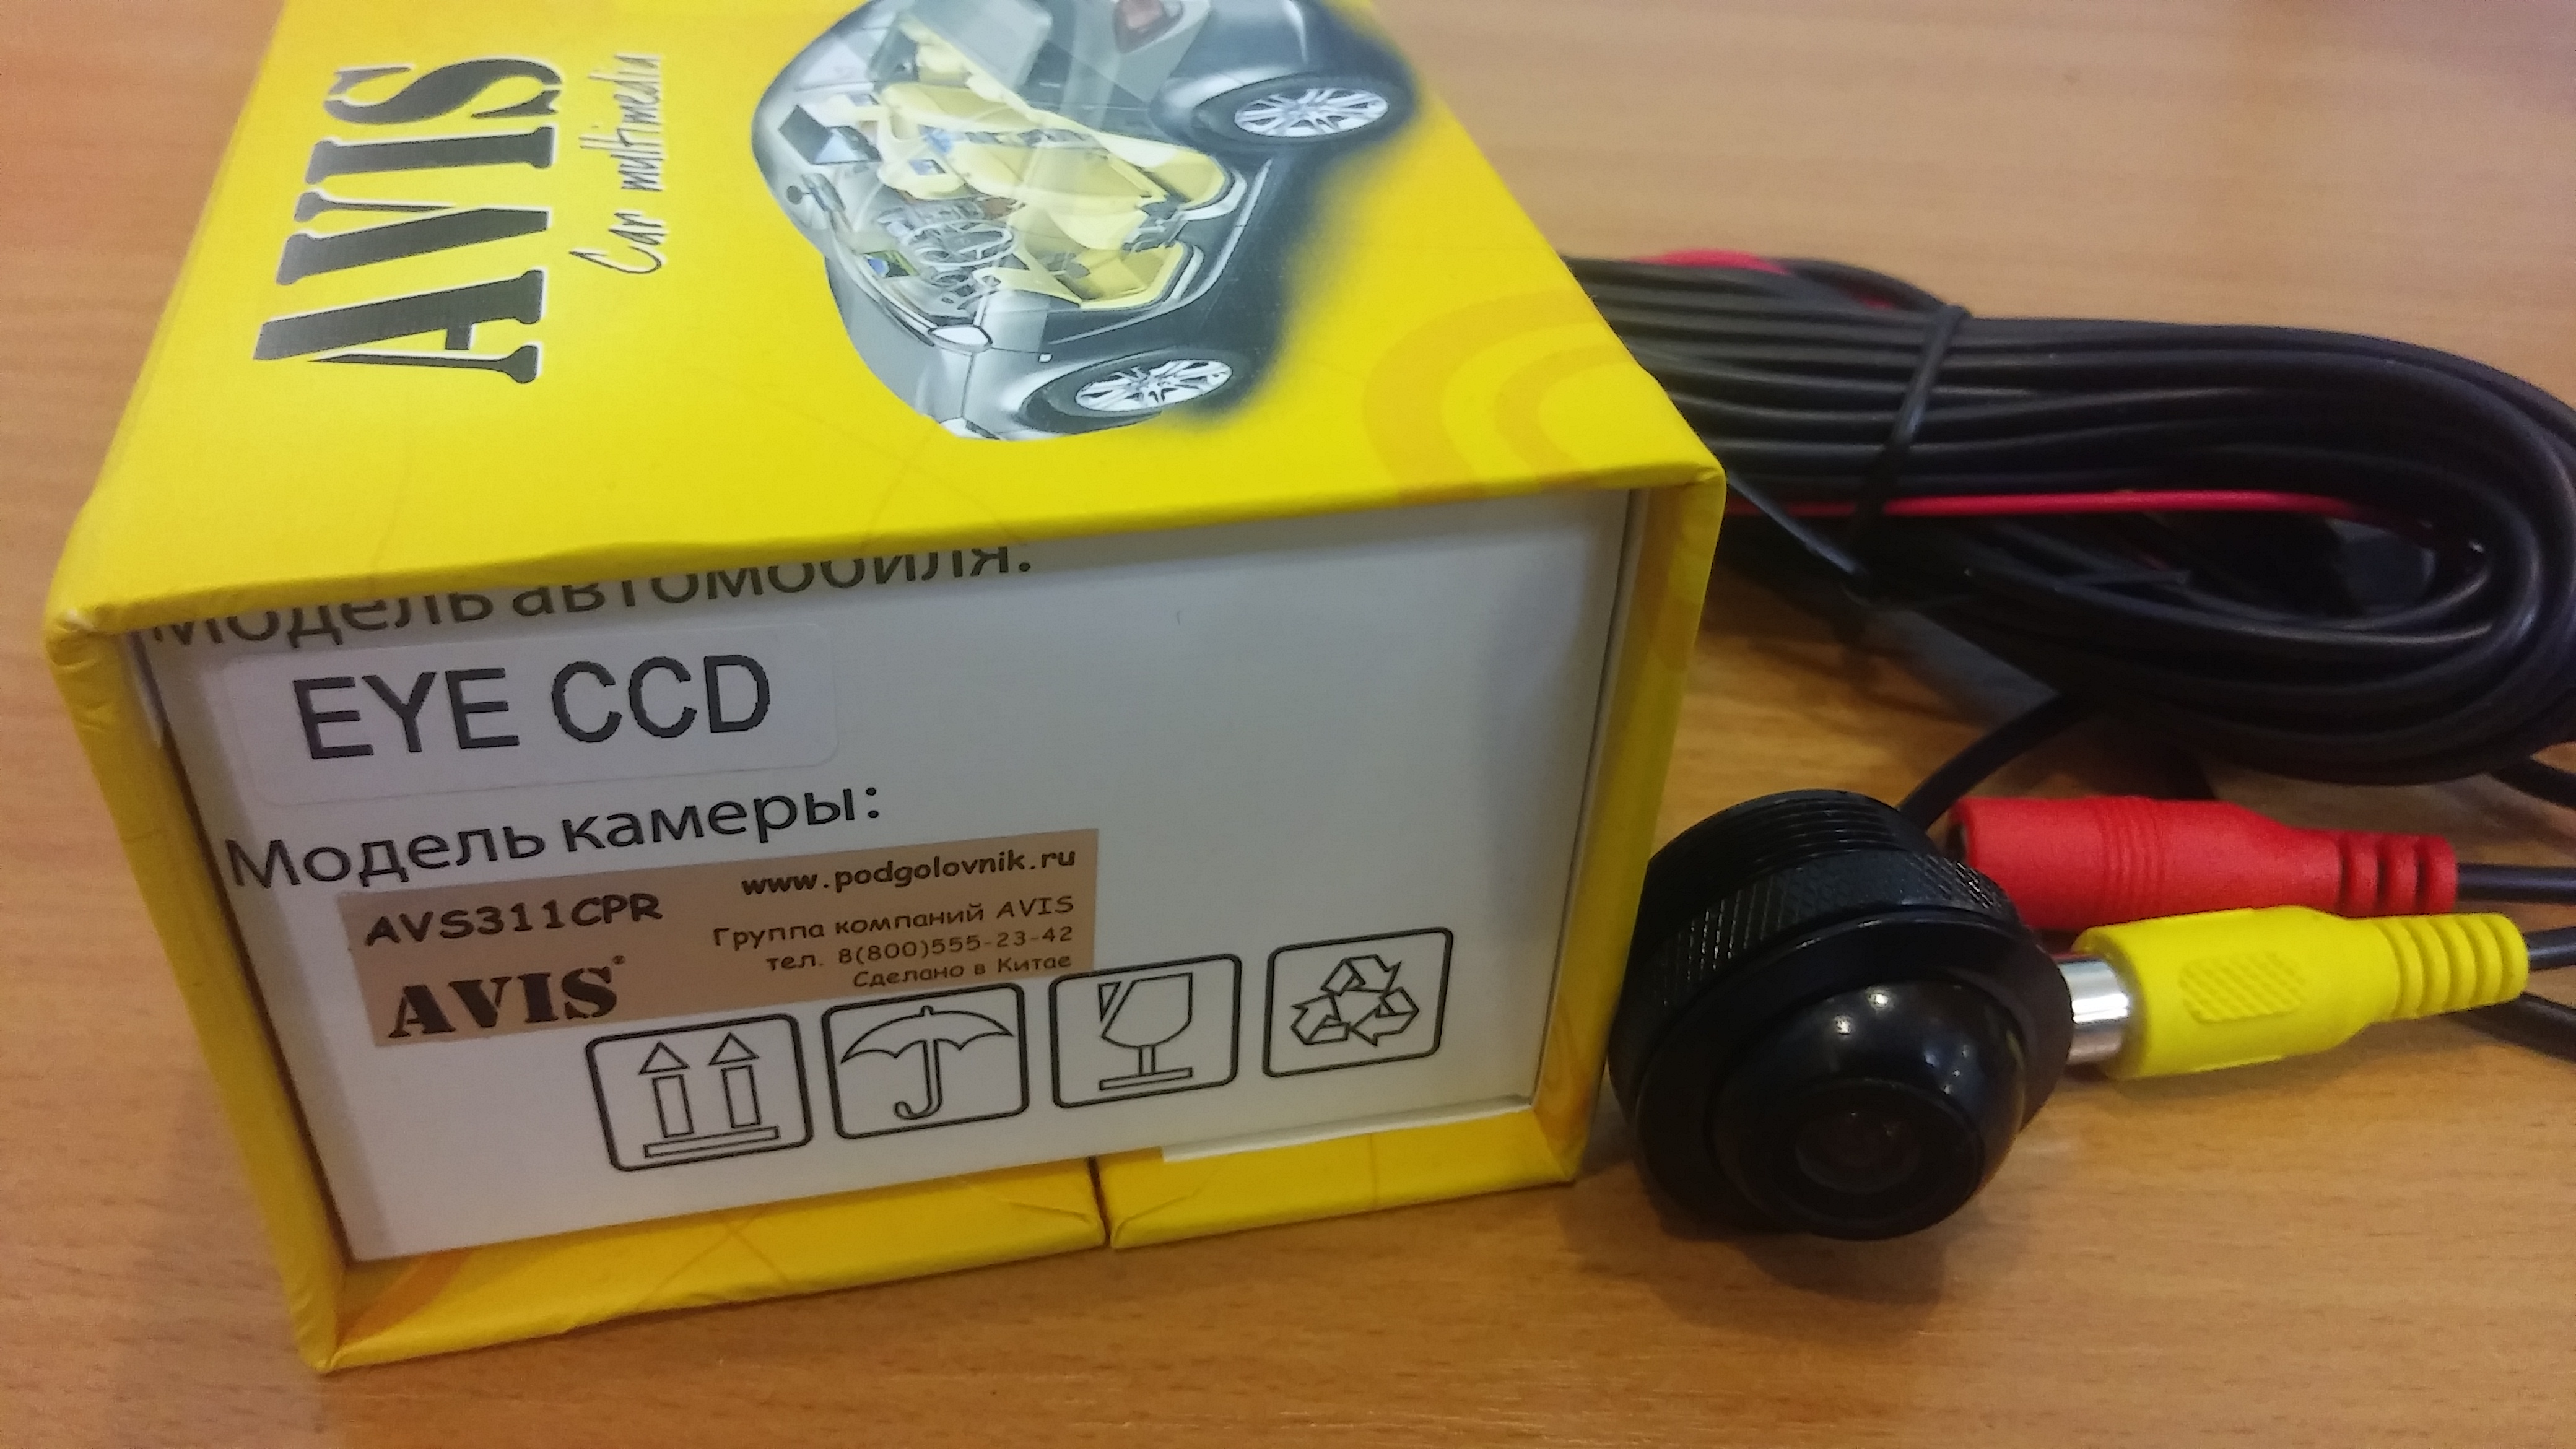 AVIS
Car multimedia
Модель автомобиля:
EYE CCD
Модель камеры:
AVS311CPR
www.podgolovnik.ru
Группа компаний AVIS
тел. 8(800)555-23-42
Сделано в Китае
AVIS®